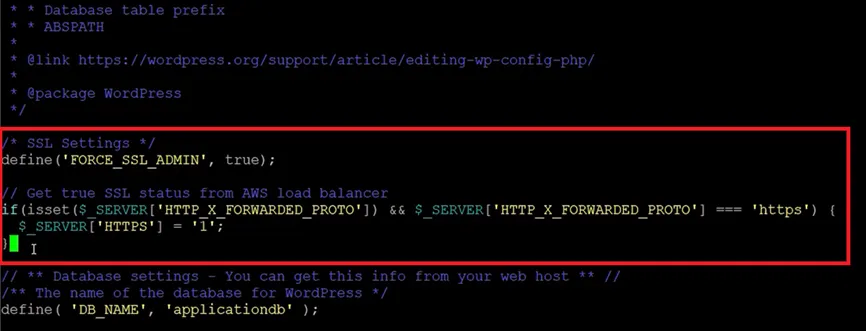 * * Database table prefix
* * ABSPATH
*
* @link https://wordpress.org/support/article/editing-wp-config-php/
*
* @package WordPress
*/
/* SSL Settings */
define('FORCE_SSL_ADMIN', true);
// Get true SSL status from AWS load balancer
if(isset($_SERVER['HTTP_X_FORWARDED_PROTO']) && $_SERVER['HTTP_X_FORWARDED_PROTO'] === 'https') {
$_SERVER['HTTPS'] = '1';
}
// ** Database settings - You can get this info from your web host ** //
/** The name of the database for WordPress */
define( 'DB_NAME', 'applicationdb' );